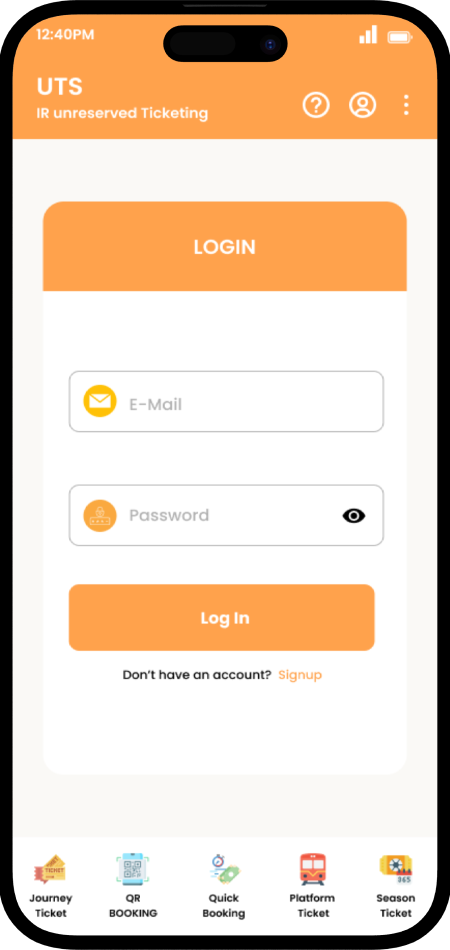 12:40PM
UTS
IR unreserved Ticketing
LOGIN
E-Mail
Password
Log In
Don't have an account? Signup
TICKET
365
Journey Ticket
QR BOOKING
Quick Booking
Platform Ticket
Season Ticket